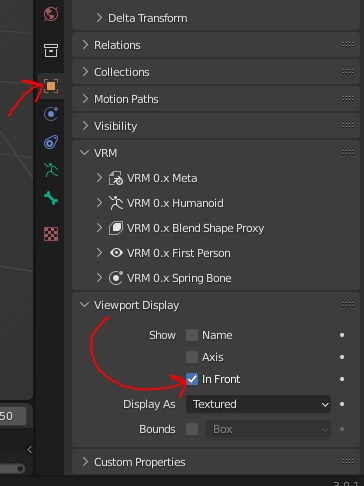 Delta Transform
Relations
Collections
Motion Paths
Visibility
VRM
VRM 0.x Meta
VRM 0.x Humanoid
VRM 0.x Blend Shape Proxy
VRM 0.x First Person
VRM 0.x Spring Bone
Viewport Display
Show Name
Axis
In Front
Display As Textured
50
Bounds Box
Custom Properties